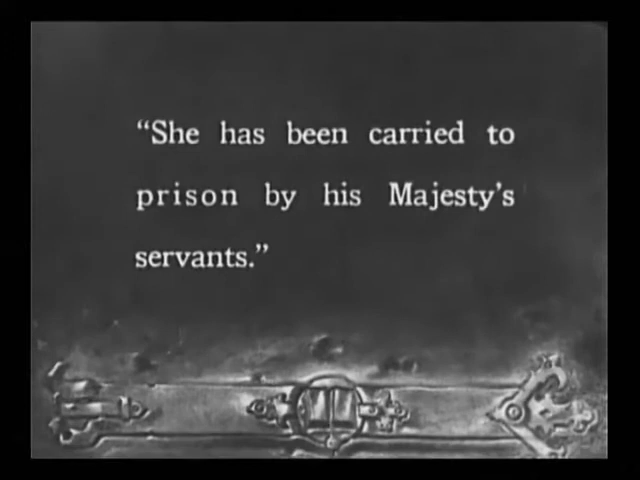 “She has been carried to
prison by his Majesty’s
servants.”